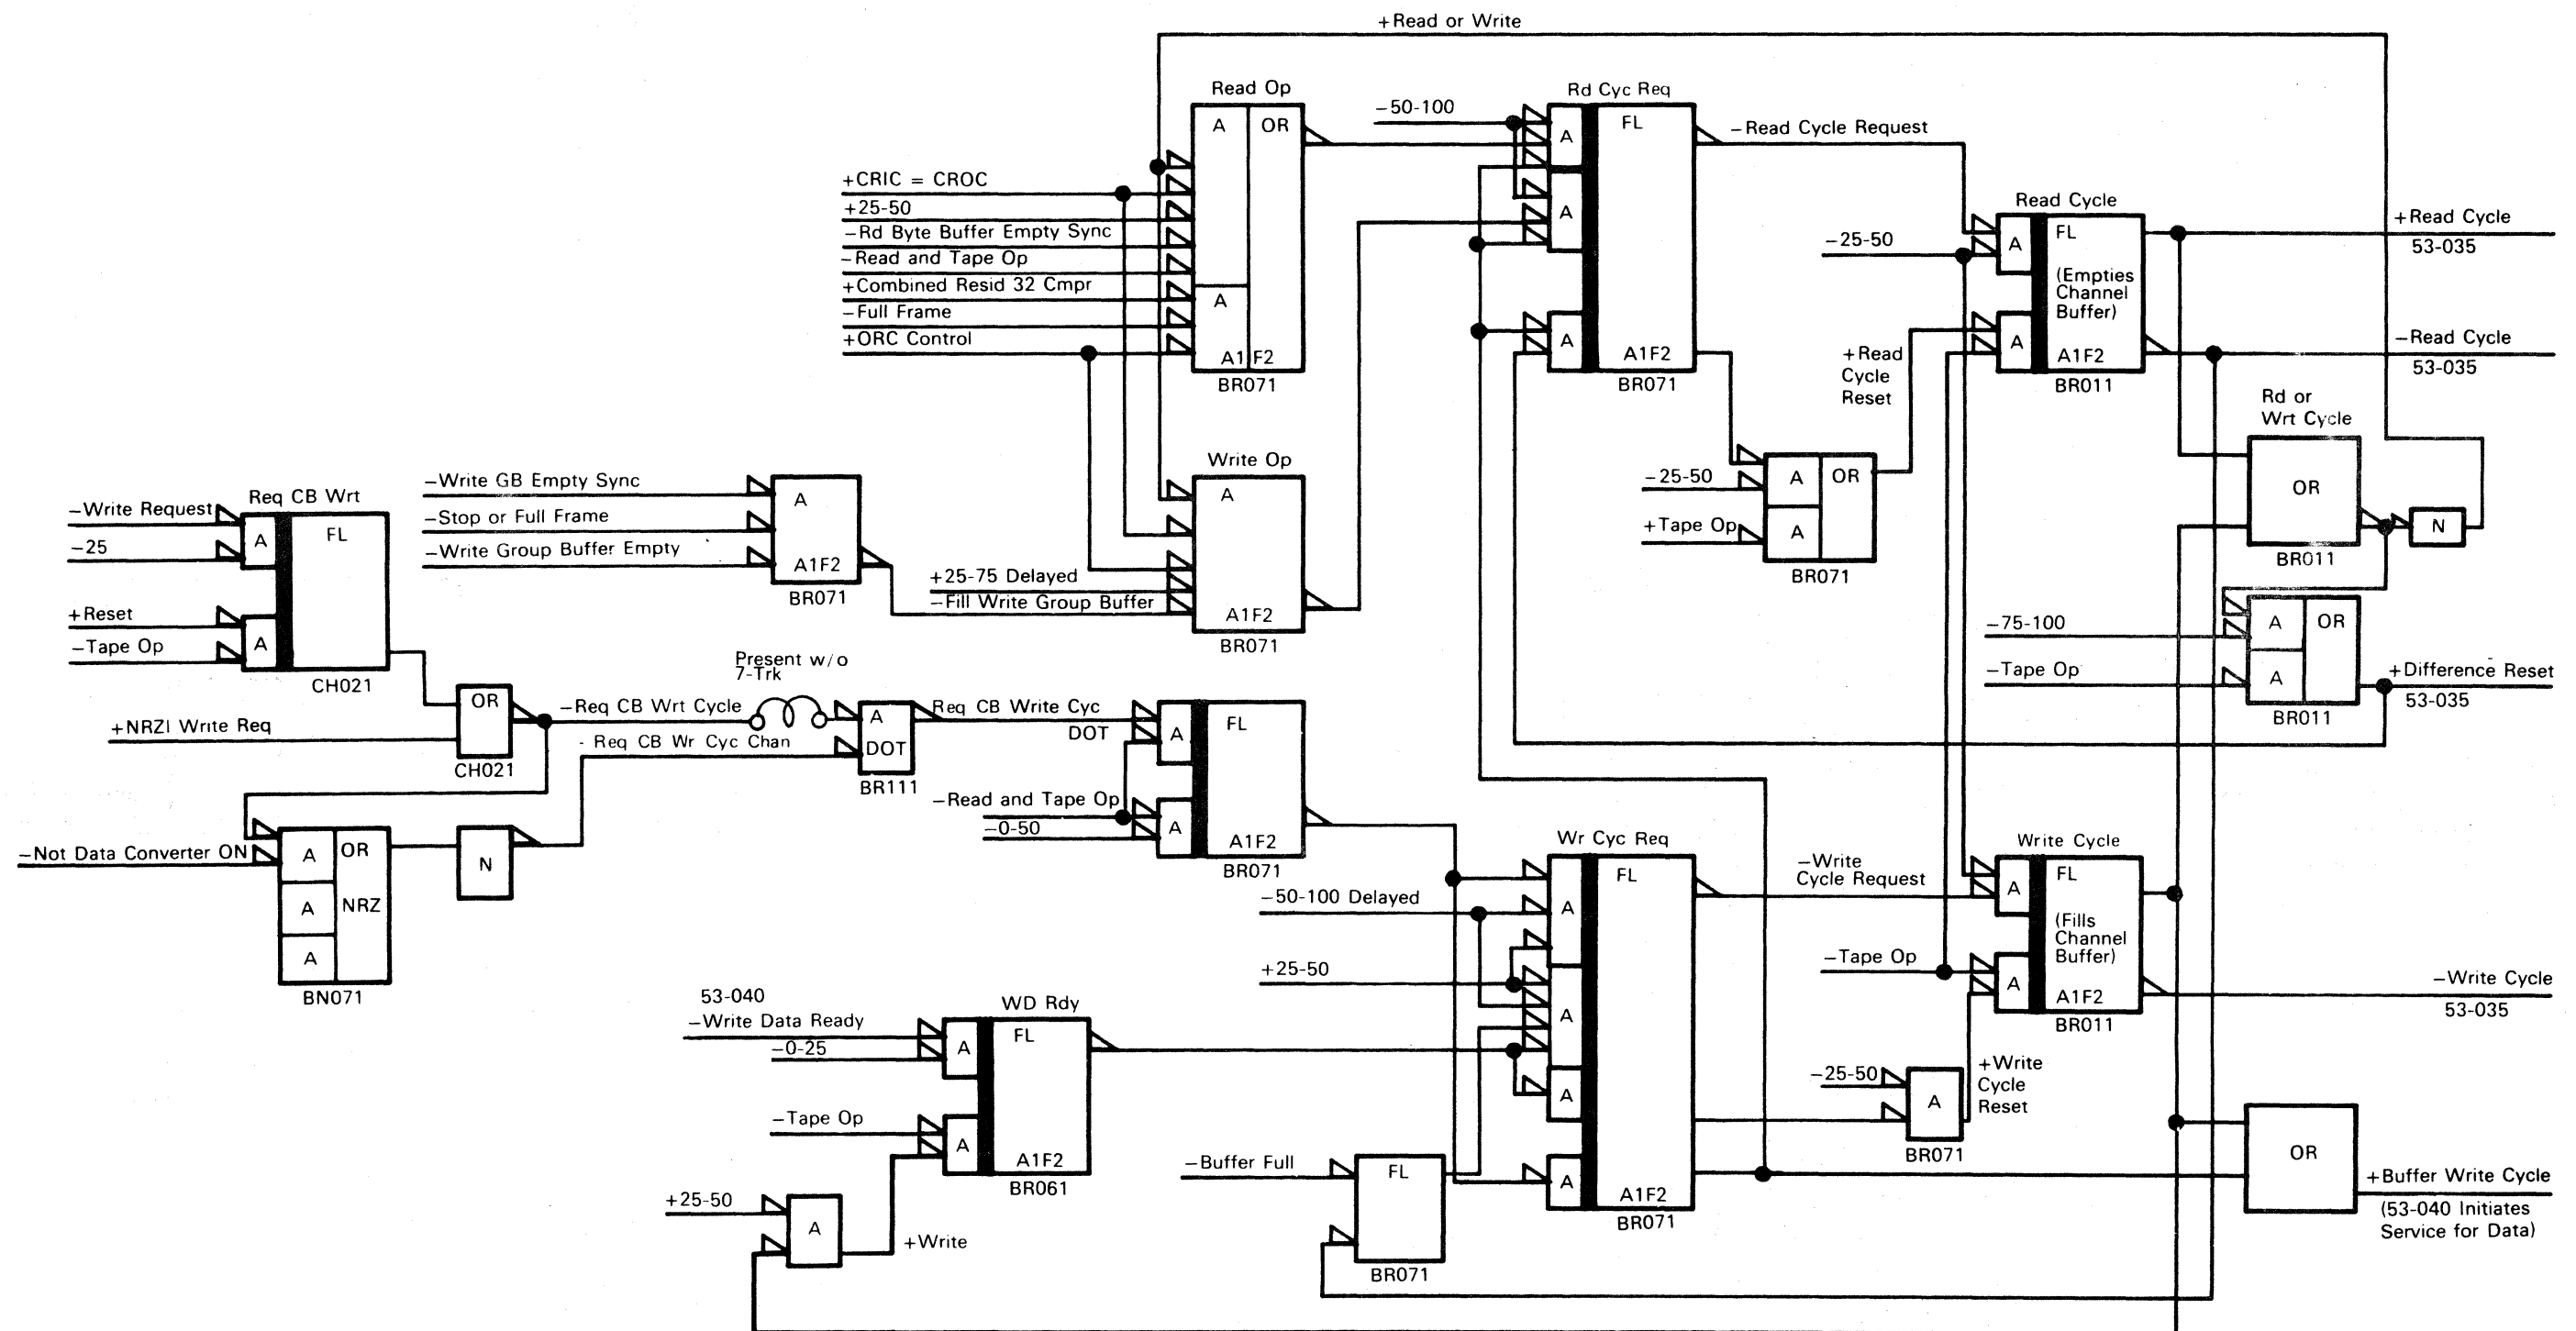 +Read or Write
Read Op
A
OR
+CRIC = CROC
+25-50
−Rd Byte Buffer Empty Sync
−Read and Tape Op
+Combined Resid 32 Cmpr
A
−Full Frame
+ORC Control
A1F2
BR071
−50-100
Rd Cyc Req
A
FL
A
A
A1F2
BR071
−Read Cycle Request
Read Cycle
−25-50
A
FL
(Empties
Channel
Buffer)
A
A1F2
BR011
+Read Cycle
53-035
−Read Cycle
53-035
+Read
Cycle
Reset
−25-50
A
OR
+Tape Op
A
BR071
Rd or
Wrt Cycle
OR
BR011
N
−75-100
A
OR
−Tape Op
A
BR011
+Difference Reset
53-035
Req CB Wrt
−Write Request
A
FL
−25
+Reset
−Tape Op
A
CH021
−Write GB Empty Sync
A
−Stop or Full Frame
−Write Group Buffer Empty
A1F2
BR071
Write Op
A
+25-75 Delayed
−Fill Write Group Buffer
A1F2
BR071
+NRZI Write Req
OR
CH021
−Req CB Wrt Cycle
Present w/o
7-Trk
- Req CB Wr Cyc Chan
A
DOT
BR111
Req CB Write Cyc
DOT
A
FL
−Read and Tape Op
−0-50
A
A1F2
BR071
−Not Data Converter ON
A
OR
A
NRZ
A
BN071
N
Wr Cyc Req
A
FL
−50-100 Delayed
+25-50
A
A
A
A1F2
BR071
−Write
Cycle Request
Write Cycle
A
FL
(Fills
Channel
Buffer)
−Tape Op
A
A1F2
BR011
−Write Cycle
53-035
−25-50
A
BR071
+Write
Cycle
Reset
53-040
−Write Data Ready
−0-25
WD Rdy
A
FL
−Tape Op
A
A1F2
BR061
+25-50
A
+Write
−Buffer Full
FL
BR071
OR
+Buffer Write Cycle
(53-040 Initiates
Service for Data)